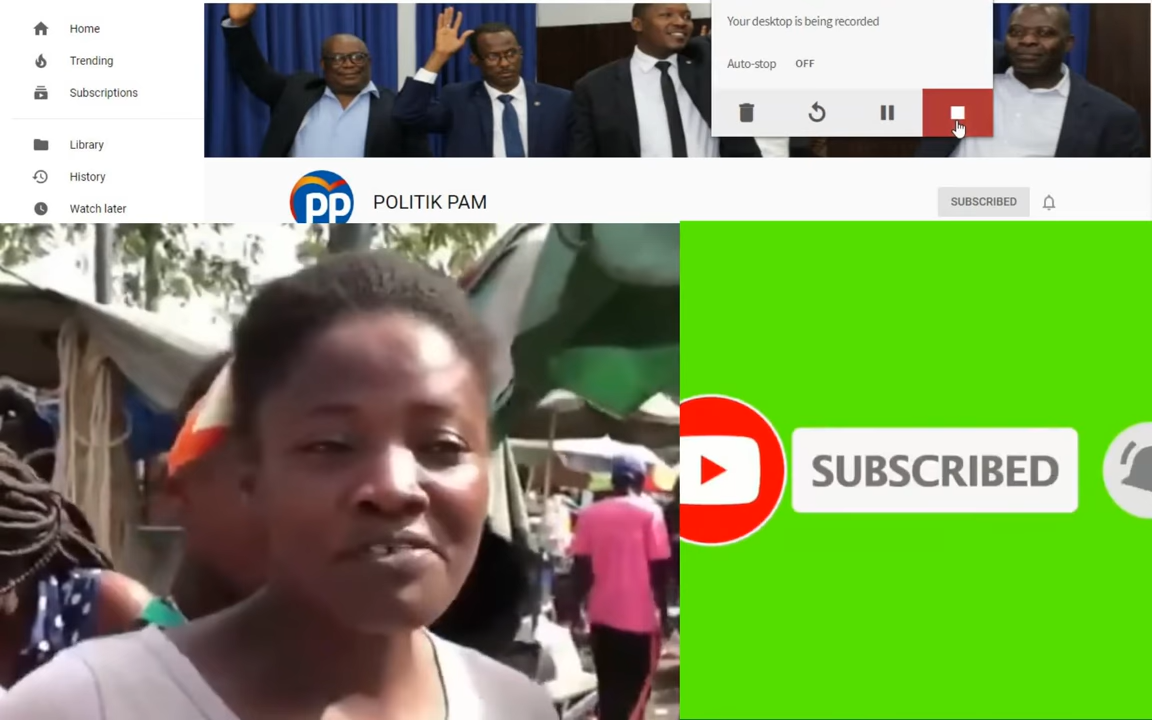 Home
Trending
Subscriptions
Library
History
Watch later
Your desktop is being recorded
Auto-stop OFF
pp
POLITIK PAM
SUBSCRIBED
SUBSCRIBED